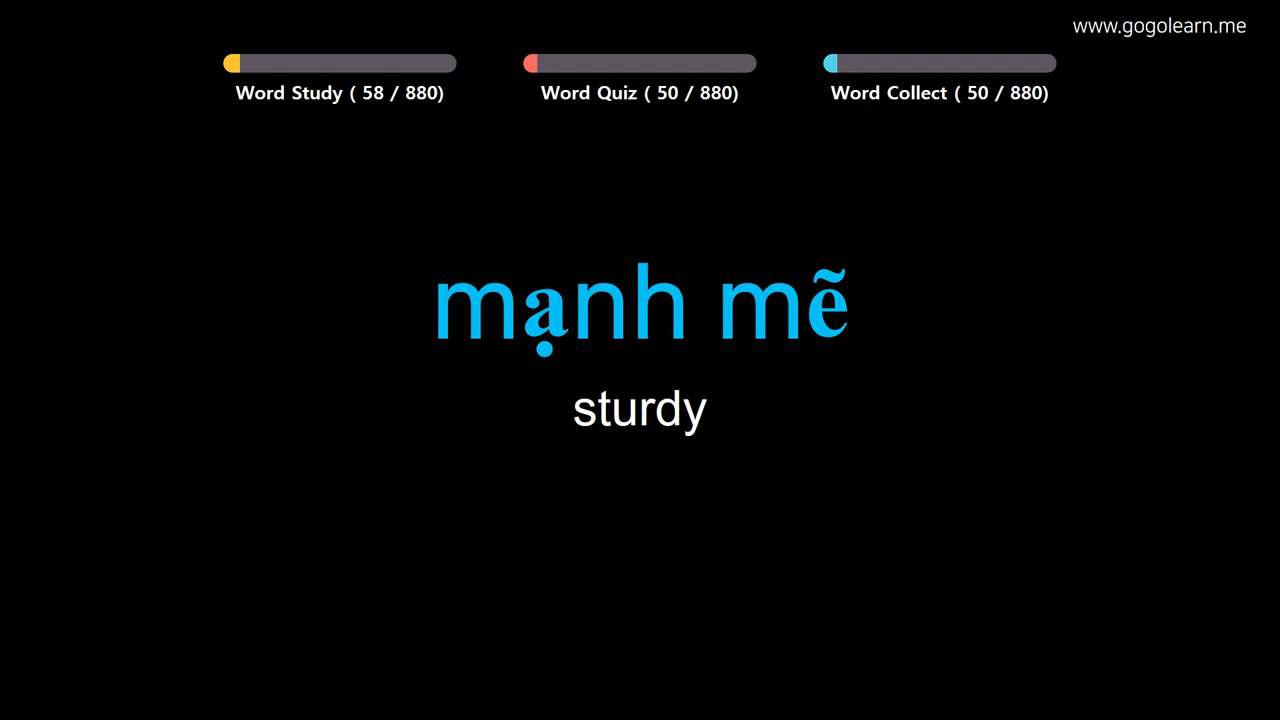 www.gogolearn.me
Word Study ( 58 / 880)
Word Quiz ( 50 / 880)
Word Collect ( 50 / 880)
mạnh mẽ
sturdy